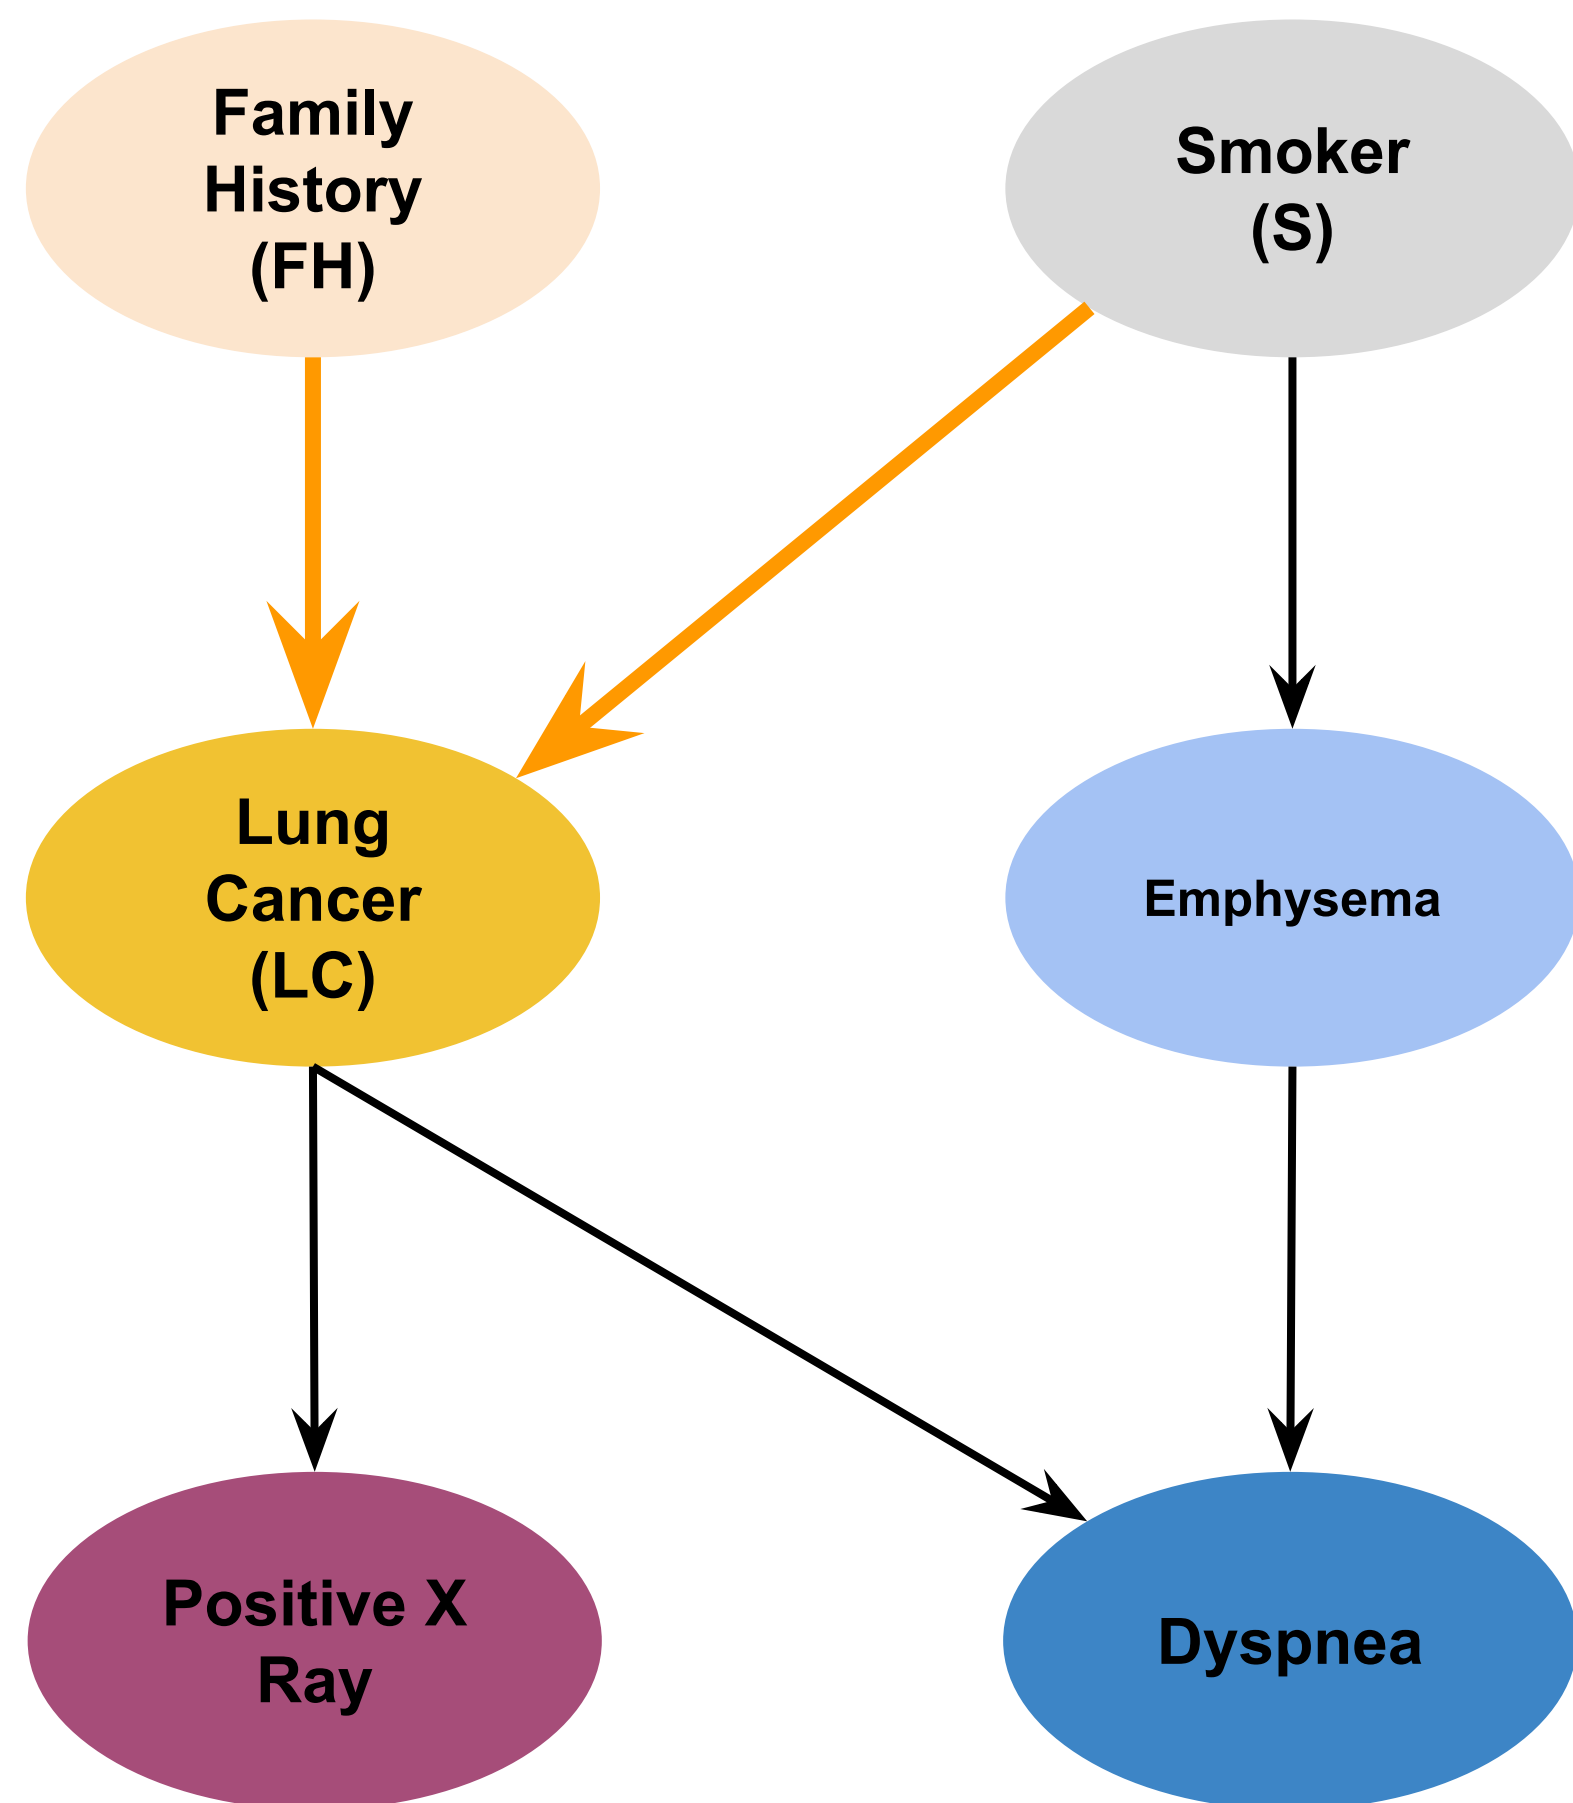 Family
History
(FH)
Smoker
(S)
Lung
Cancer
(LC)
Emphysema
Positive X
Ray
Dyspnea